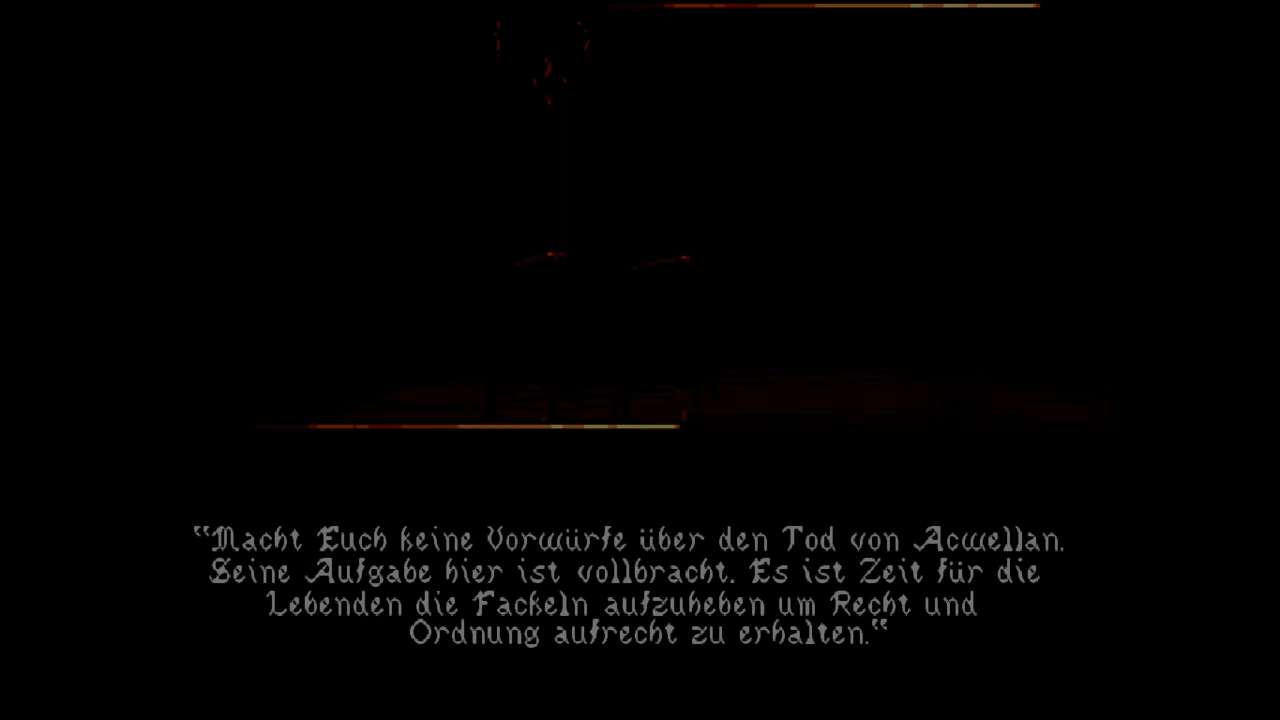 "Macht Euch keine Vorwürfe über den Tod von Acwellan.
Seine Aufgabe hier ist vollbracht. Es ist Zeit für die
Lebenden die Fackeln aufzuheben um Recht und
Ordnung aufrecht zu erhalten."